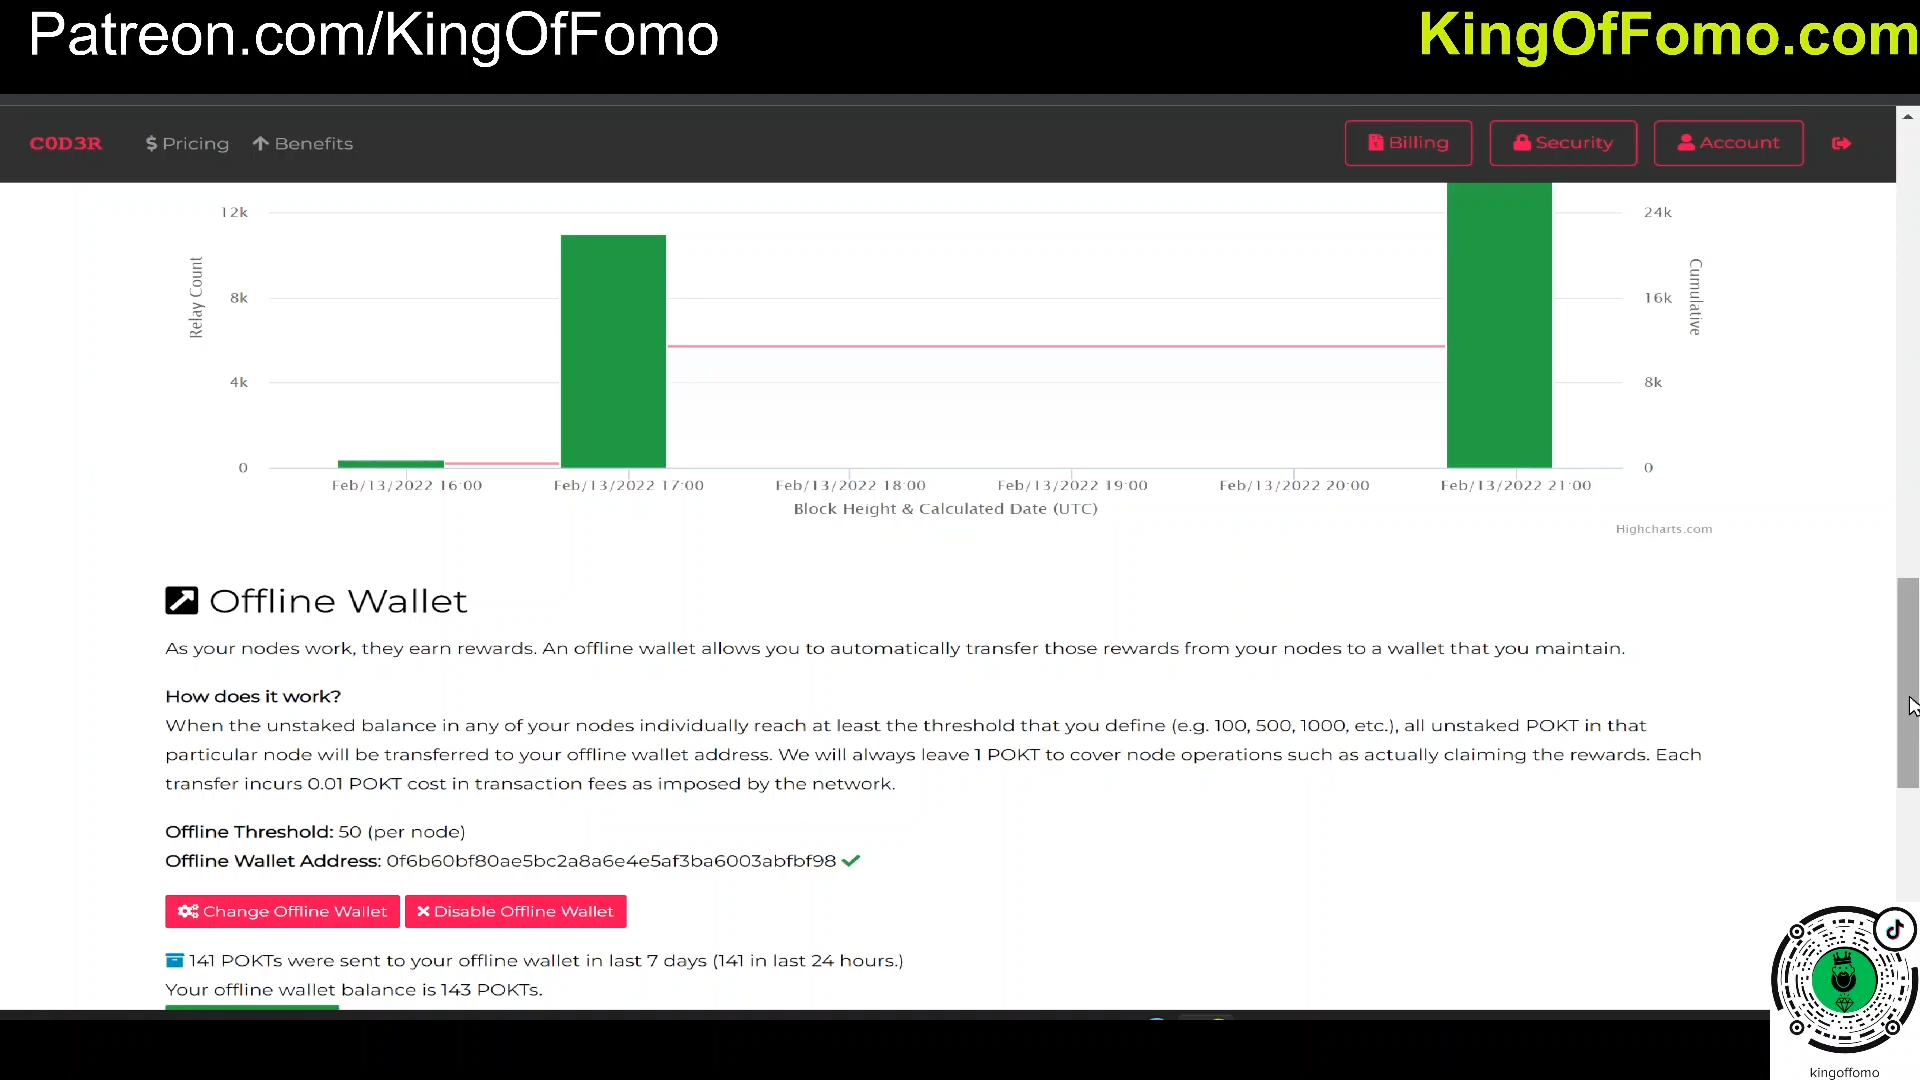 Patreon.com/KingOfFomo
KingOfFomo.com
C0D3R
Pricing
Benefits
Billing
Security
Account
12k
24k
8k
16k
4k
8k
0
0
Relay Count
Cumulative
Feb/13/2022 16:00
Feb/13/2022 17:00
Feb/13/2022 18:00
Feb/13/2022 19:00
Feb/13/2022 20:00
Feb/13/2022 21:00
Block Height & Calculated Date (UTC)
Highcharts.com
Offline Wallet
As your nodes work, they earn rewards. An offline wallet allows you to automatically transfer those rewards from your nodes to a wallet that you maintain.
How does it work?
When the unstaked balance in any of your nodes individually reach at least the threshold that you define (e.g. 100, 500, 1000, etc.), all unstaked POKT in that
particular node will be transferred to your offline wallet address. We will always leave 1 POKT to cover node operations such as actually claiming the rewards. Each
transfer incurs 0.01 POKT cost in transaction fees as imposed by the network.
Offline Threshold: 50 (per node)
Offline Wallet Address: 0f6b60bf80ae5bc2a8a6e4e5af3ba6003abfbf98
Change Offline Wallet
Disable Offline Wallet
141 POKTs were sent to your offline wallet in last 7 days (141 in last 24 hours.)
Your offline wallet balance is 143 POKTs.
kingoffomo